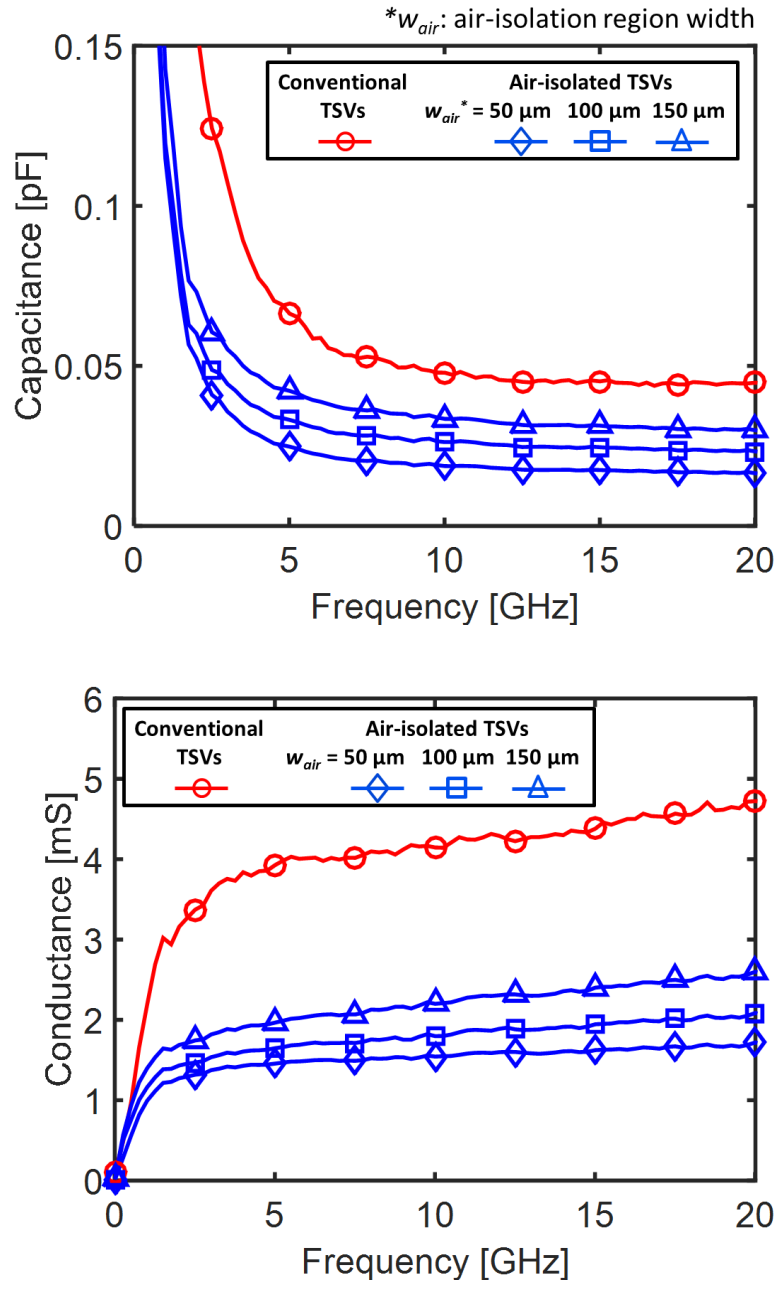 *wair: air-isolation region width
0.15
0.1
0.05
0
Capacitance [pF]
Conventional TSVs
Air-isolated TSVs
wair* = 50 μm 100 μm 150 μm
0 5 10 15 20
Frequency [GHz]
6
5
4
3
2
1
0
Conductance [mS]
Conventional TSVs
Air-isolated TSVs
wair = 50 μm 100 μm 150 μm
0 5 10 15 20
Frequency [GHz]